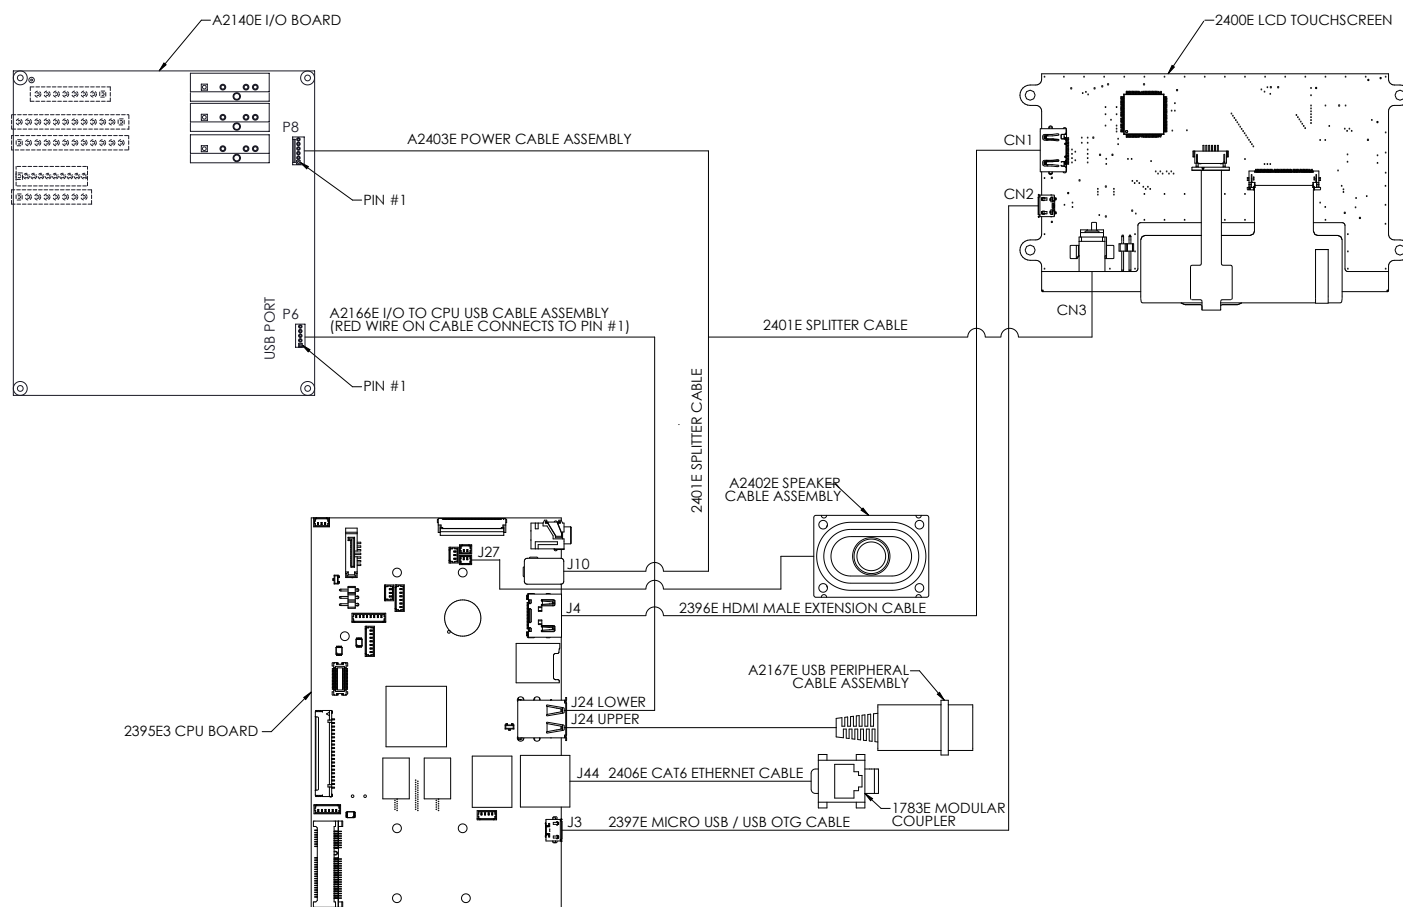 A2140E I/O BOARD
2400E LCD TOUCHSCREEN
P8
A2403E POWER CABLE ASSEMBLY
PIN #1
CN1
CN2
CN3
USB PORT
P6
A2166E I/O TO CPU USB CABLE ASSEMBLY
(RED WIRE ON CABLE CONNECTS TO PIN #1)
PIN #1
2401E SPLITTER CABLE
2401E SPLITTER CABLE
A2402E SPEAKER
CABLE ASSEMBLY
J27
J10
J4
2396E HDMI MALE EXTENSION CABLE
A2167E USB PERIPHERAL
CABLE ASSEMBLY
J24 LOWER
J24 UPPER
2395E3 CPU BOARD
J44
2406E CAT6 ETHERNET CABLE
1783E MODULAR
COUPLER
J3
2397E MICRO USB / USB OTG CABLE